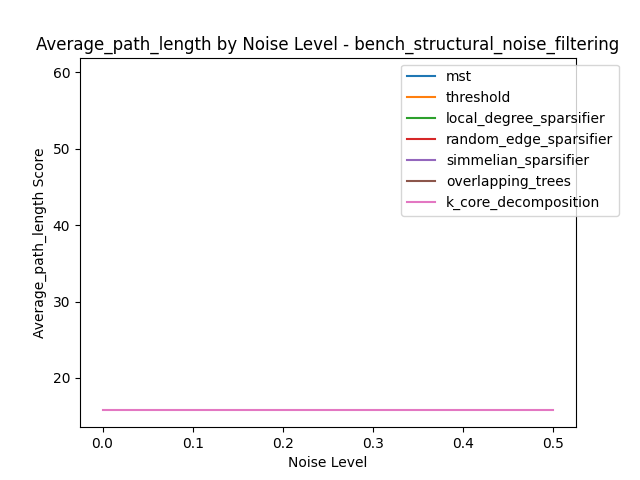 Average_path_length by Noise Level - bench_structural_noise_filtering
mst
threshold
local_degree_sparsifier
random_edge_sparsifier
simmelian_sparsifier
overlapping_trees
k_core_decomposition
Average_path_length Score
60
50
40
30
20
0.0 0.1 0.2 0.3 0.4 0.5
Noise Level